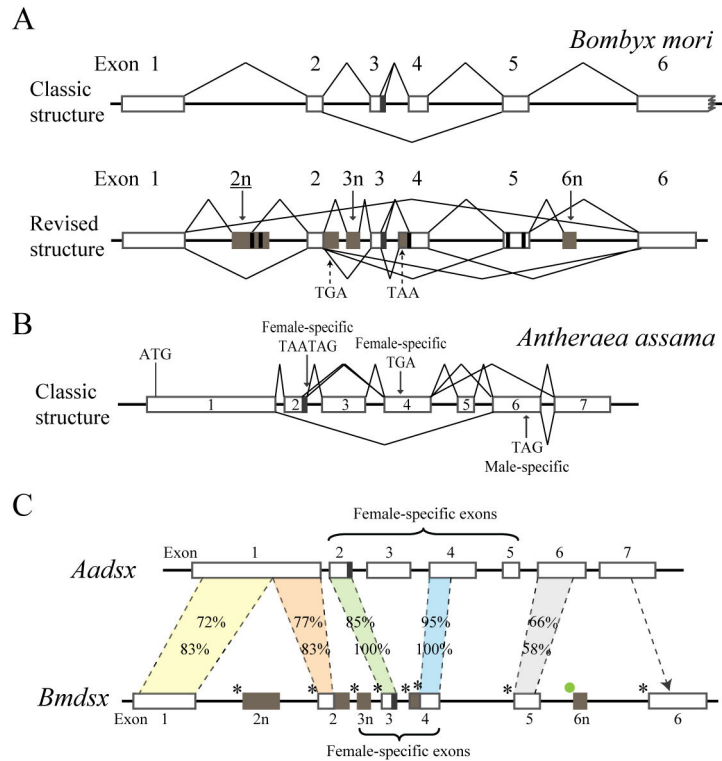 A
Bombyx mori
Exon 1 2 3 4 5 6
Classic structure
Exon 1 2n 2 3n 3 4 5 6n 6
Revised structure
TGA TAA
B
Antheraea assama
Female-specific TAATAG
Female-specific TGA
ATG
Classic structure
1 2 3 4 5 6 7
TAG
Male-specific
C
Female-specific exons
Exon 1 2 3 4 5 6 7
Aadsx
72% 77% 85% 95% 66%
83% 83% 100% 100% 58%
* * * * * * * *
Bmdsx
Exon 1 2n 2 3n 3 4 5 6n 6
Female-specific exons